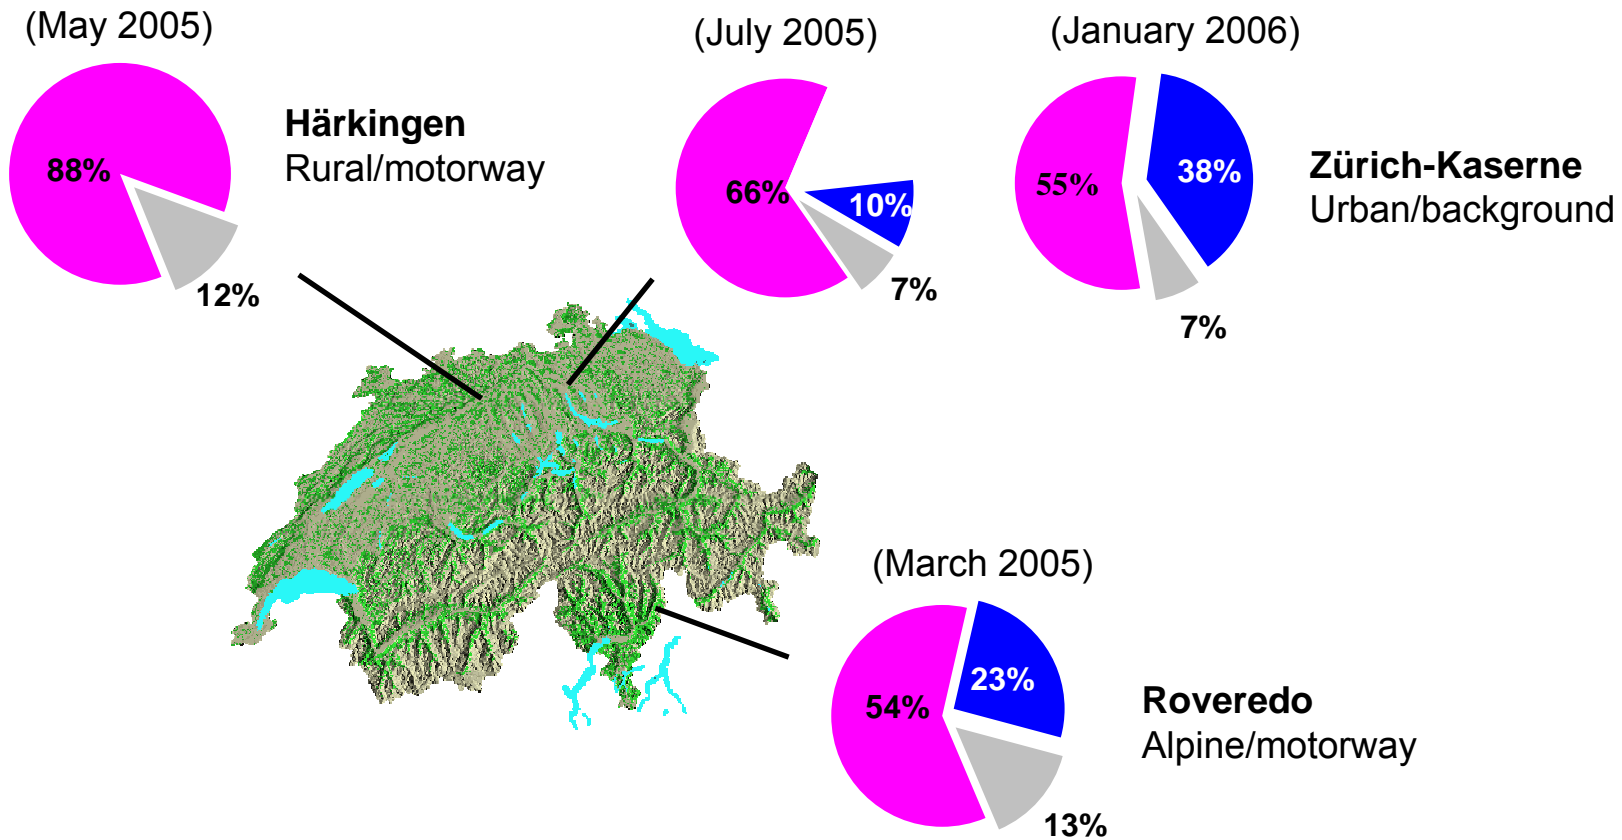 (May 2005)
88%
12%
Härkingen
Rural/motorway
(July 2005)
66%
10%
7%
(January 2006)
55%
38%
7%
Zürich-Kaserne
Urban/background
(March 2005)
54%
23%
13%
Roveredo
Alpine/motorway